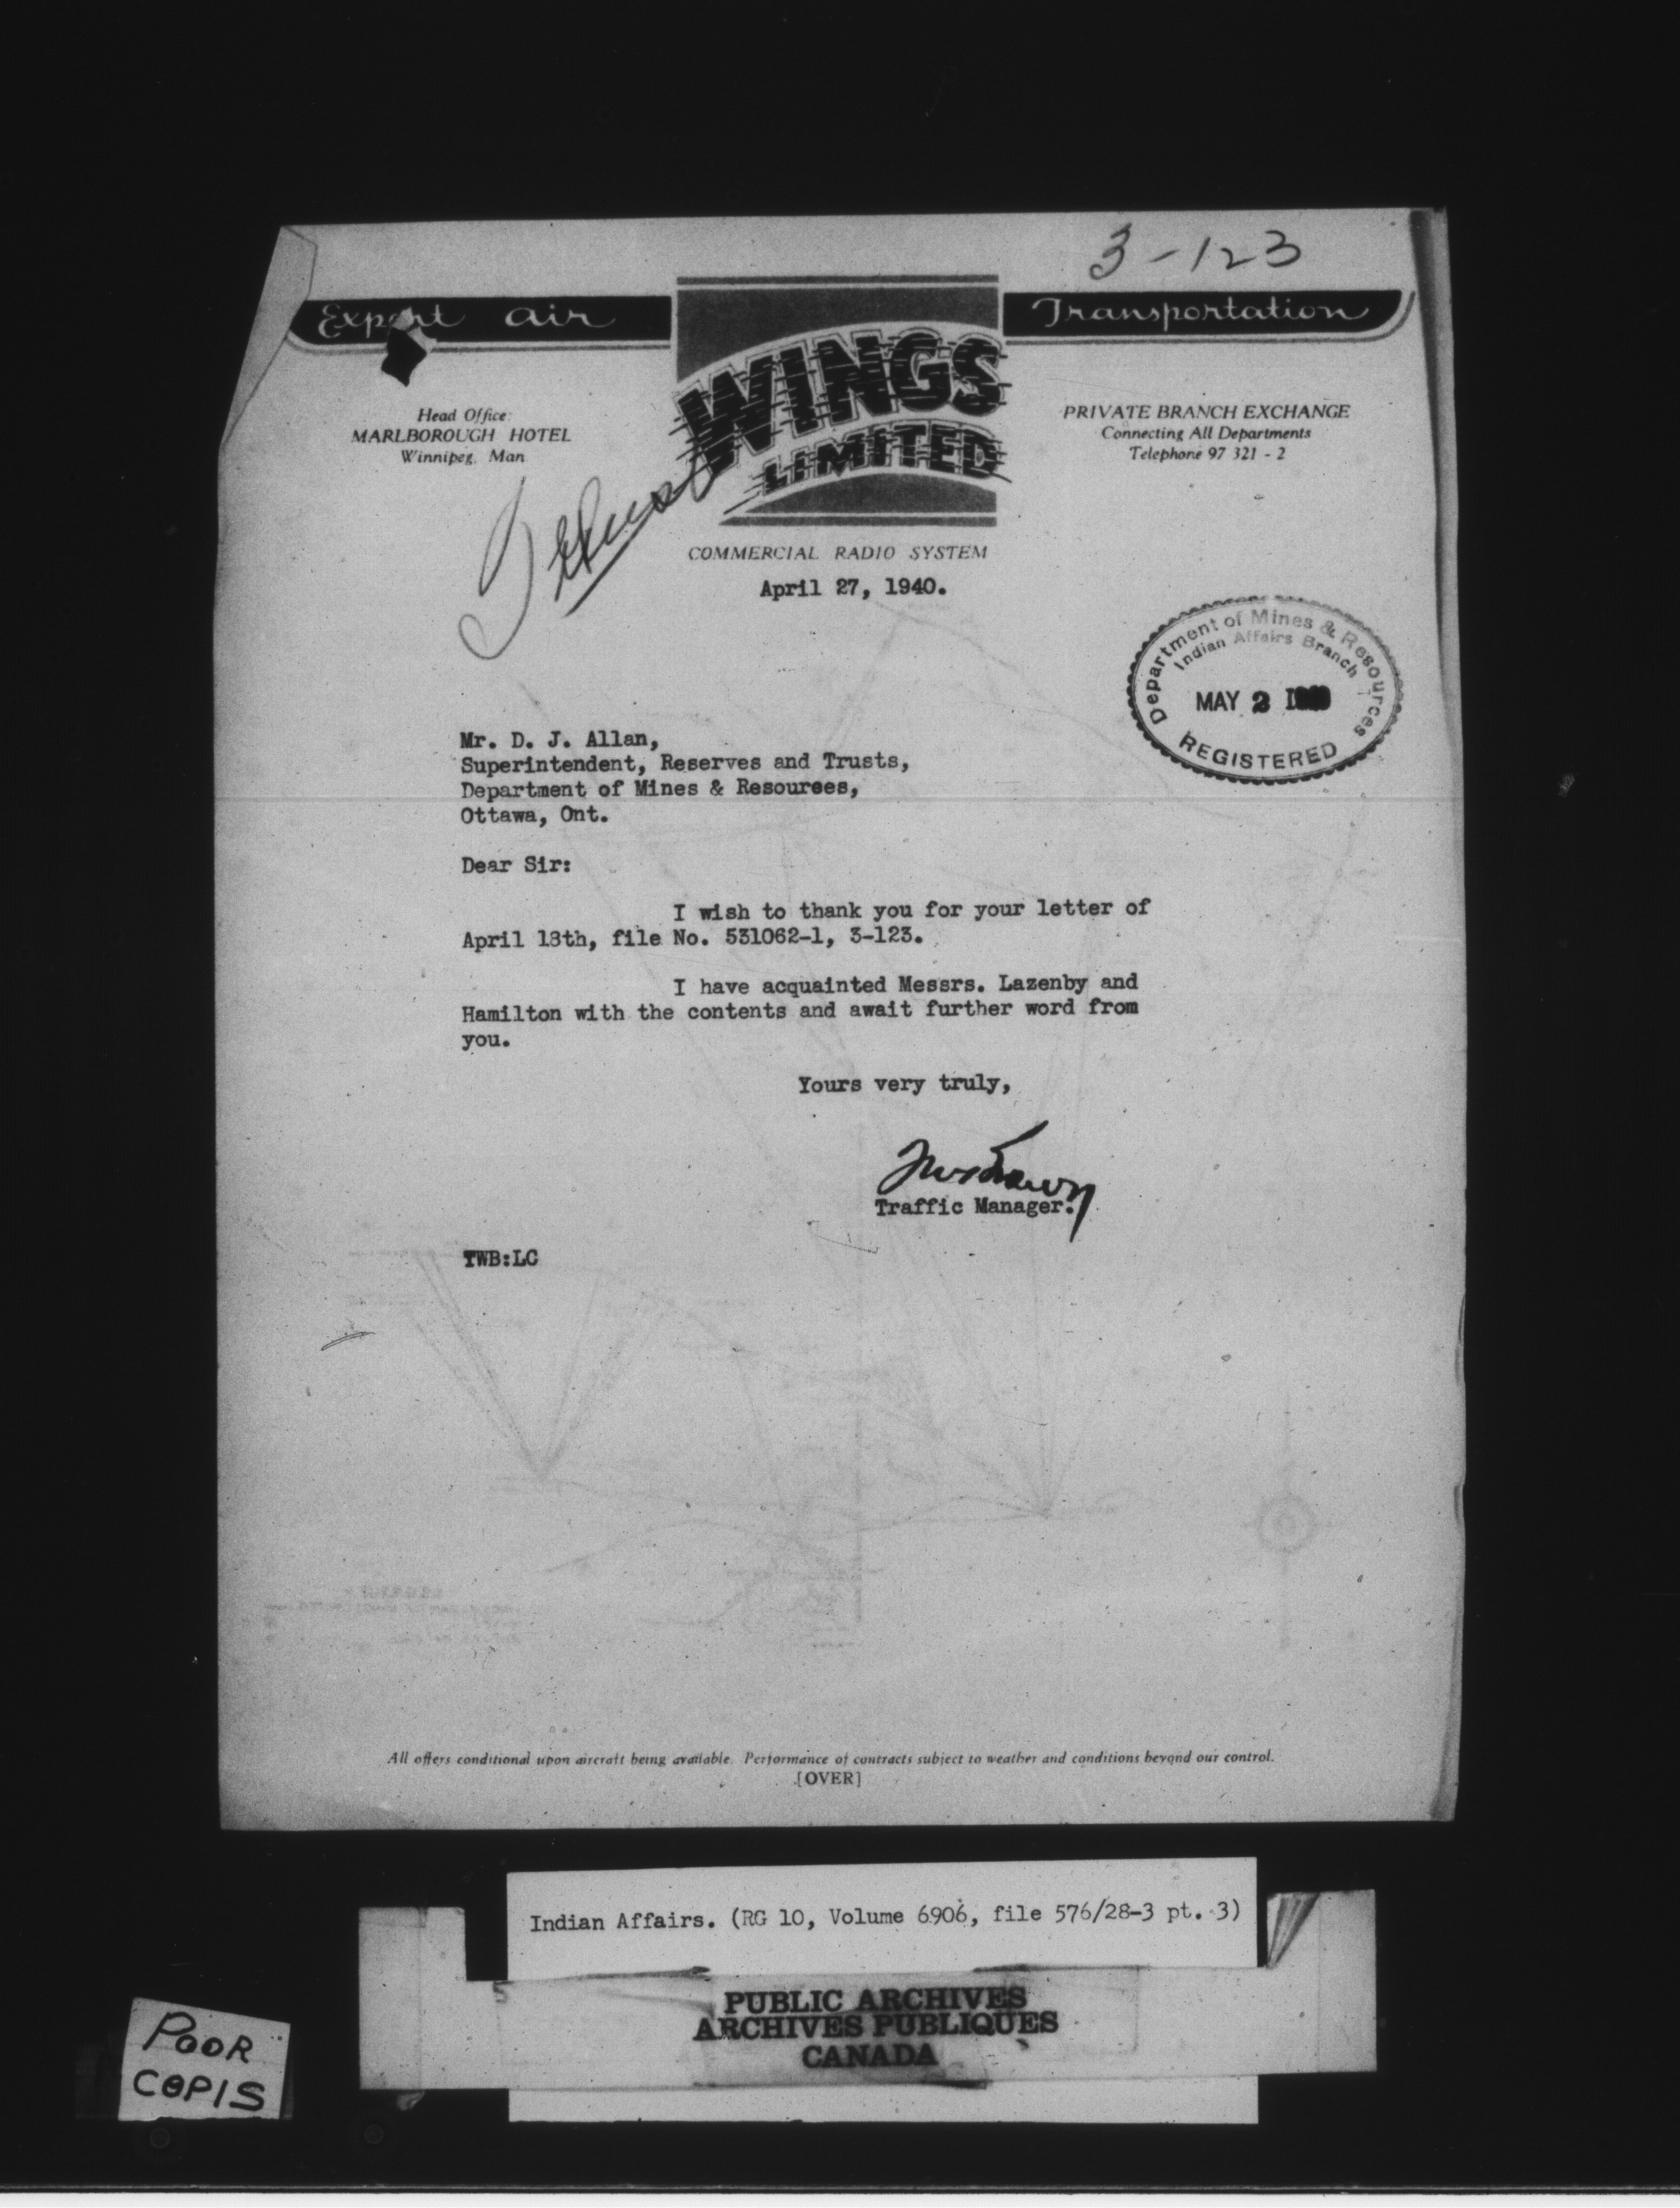 3-123
Expert air Transportation
WINGS
LIMITED
Head Office:
MARLBOROUGH HOTEL
Winnipeg, Man.
PRIVATE BRANCH EXCHANGE
Connecting All Departments
Telephone 97 321 - 2
COMMERCIAL RADIO SYSTEM
April 27, 1940.
Department of Mines & Resources
Indian Affairs Branch
MAY 2
REGISTERED
Mr. D. J. Allan,
Superintendent, Reserves and Trusts,
Department of Mines & Resources,
Ottawa, Ont.
Dear Sir:
I wish to thank you for your letter of
April 18th, file No. 531062-1, 3-123.
I have acquainted Messrs. Lazenby and
Hamilton with the contents and await further word from
you.
Yours very truly,
Traffic Manager.
TWB:LC
All offers conditional upon aircraft being available. Performance of contracts subject to weather and conditions beyond our control.
[OVER]
Indian Affairs. (RG 10, Volume 6906, file 576/28-3 pt. 3)
PUBLIC ARCHIVES
ARCHIVES PUBLIQUES
CANADA
POOR
COPIS